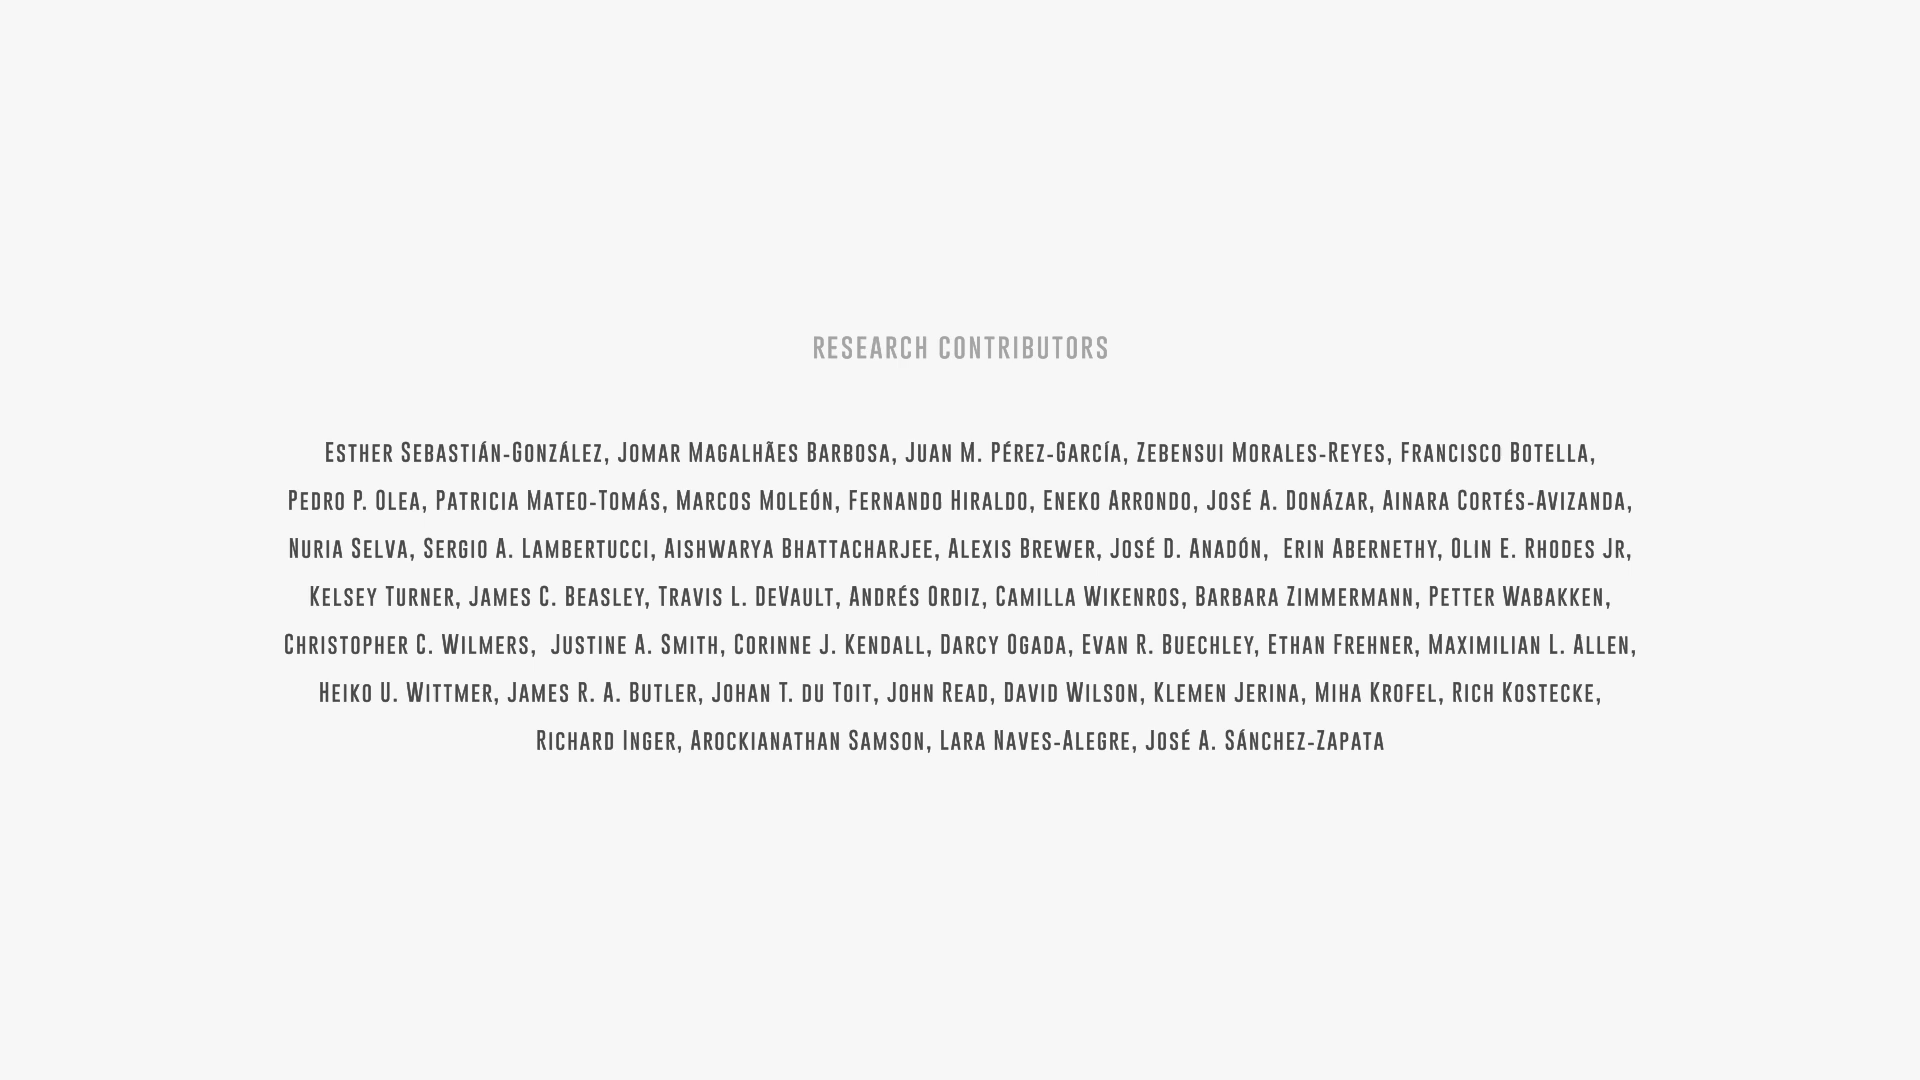 RESEARCH CONTRIBUTORS
Esther Sebastián-González, Jomar Magalhães Barbosa, Juan M. Pérez-García, Zebensui Morales-Reyes, Francisco Botella,
Pedro P. Olea, Patricia Mateo-Tomás, Marcos Moleón, Fernando Hiraldo, Eneko Arrondo, José A. Donázar, Ainara Cortés-Avizanda,
Nuria Selva, Sergio A. Lambertucci, Aishwarya Bhattacharjee, Alexis Brewer, José D. Anadón, Erin Abernethy, Olin E. Rhodes Jr,
Kelsey Turner, James C. Beasley, Travis L. DeVault, Andrés Ordiz, Camilla Wikenros, Barbara Zimmermann, Petter Wabakken,
Christopher C. Wilmers, Justine A. Smith, Corinne J. Kendall, Darcy Ogada, Evan R. Buechley, Ethan Frehner, Maximilian L. Allen,
Heiko U. Wittmer, James R. A. Butler, Johan T. du Toit, John Read, David Wilson, Klemen Jerina, Miha Krofel, Rich Kostecke,
Richard Inger, Arockianathan Samson, Lara Naves-Alegre, José A. Sánchez-Zapata